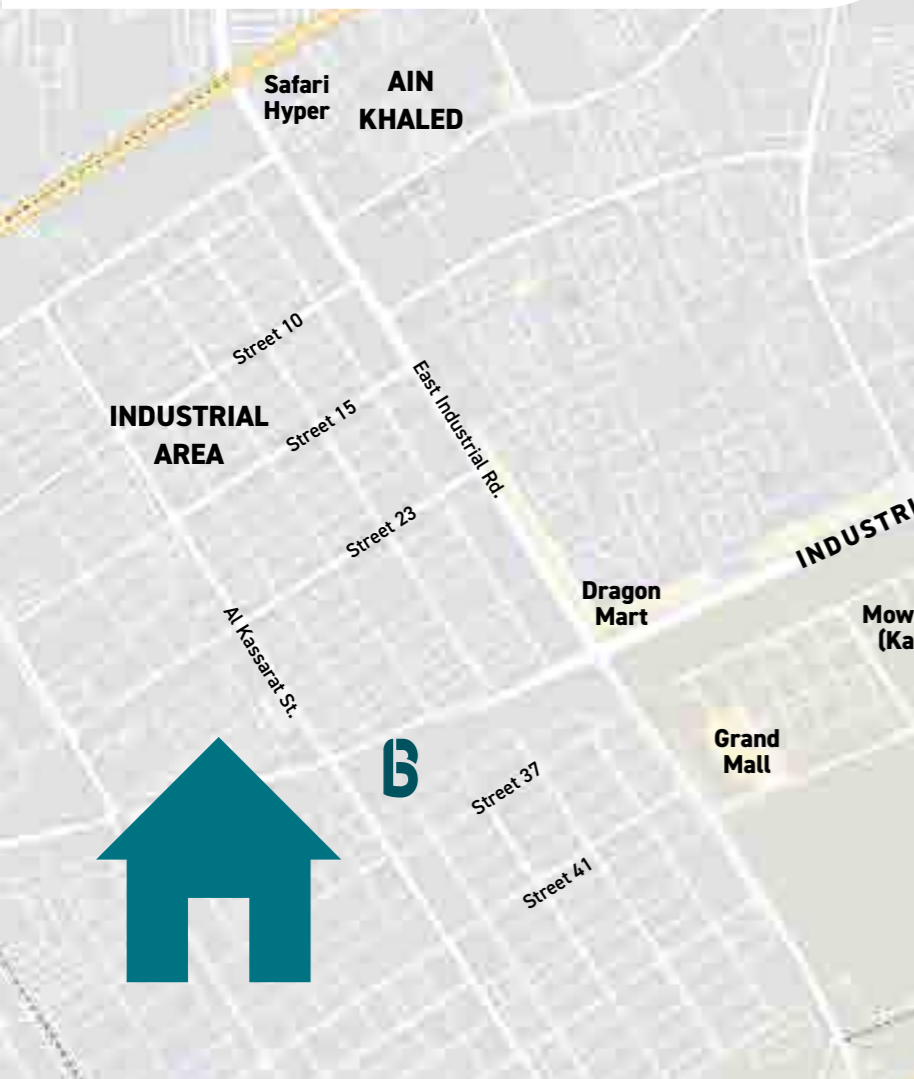 Safari
Hyper
AIN
KHALED
Street 10
East Industrial Rd.
INDUSTRIAL
AREA
Street 15
Street 23
INDUSTRI
Dragon
Mart
Mow
(Ka
Al Kassarat St.
Grand
Mall
Street 37
Street 41